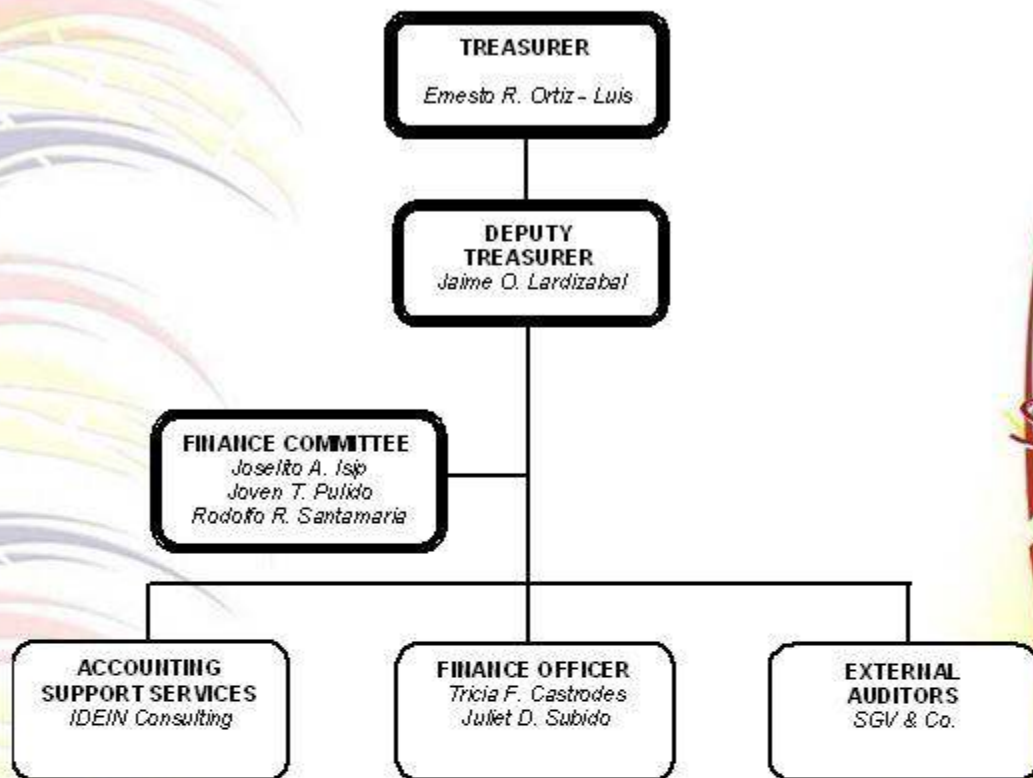 TREASURER
Ernesto R. Ortiz - Luis
DEPUTY
TREASURER
Jaime O. Lardizabal
FINANCE COMMITTEE
Joselito A. Isip
Joven T. Pulido
Rodolfo R. Santamaria
ACCOUNTING
SUPPORT SERVICES
IDEIN Consulting
FINANCE OFFICER
Tricia F. Castrodes
Juliet D. Subido
EXTERNAL
AUDITORS
SGV & Co.